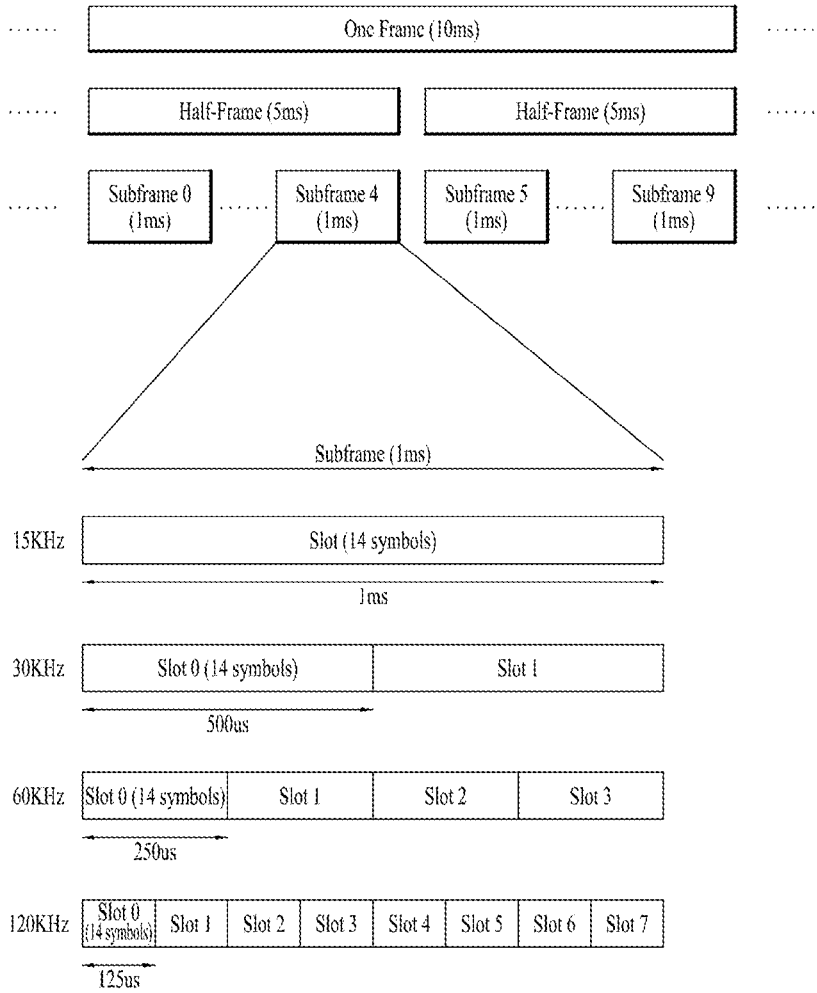 One Frame (10ms)
Half-Frame (5ms) Half-Frame (5ms)
Subframe 0 (1ms)
Subframe 4 (1ms)
Subframe 5 (1ms)
Subframe 9 (1ms)
Subframe (1ms)
15KHz Slot (14 symbols)
1ms
30KHz Slot 0 (14 symbols) Slot 1
500us
60KHz Slot 0 (14 symbols) Slot 1 Slot 2 Slot 3
250us
120KHz Slot 0 (14 symbols) Slot 1 Slot 2 Slot 3 Slot 4 Slot 5 Slot 6 Slot 7
125us